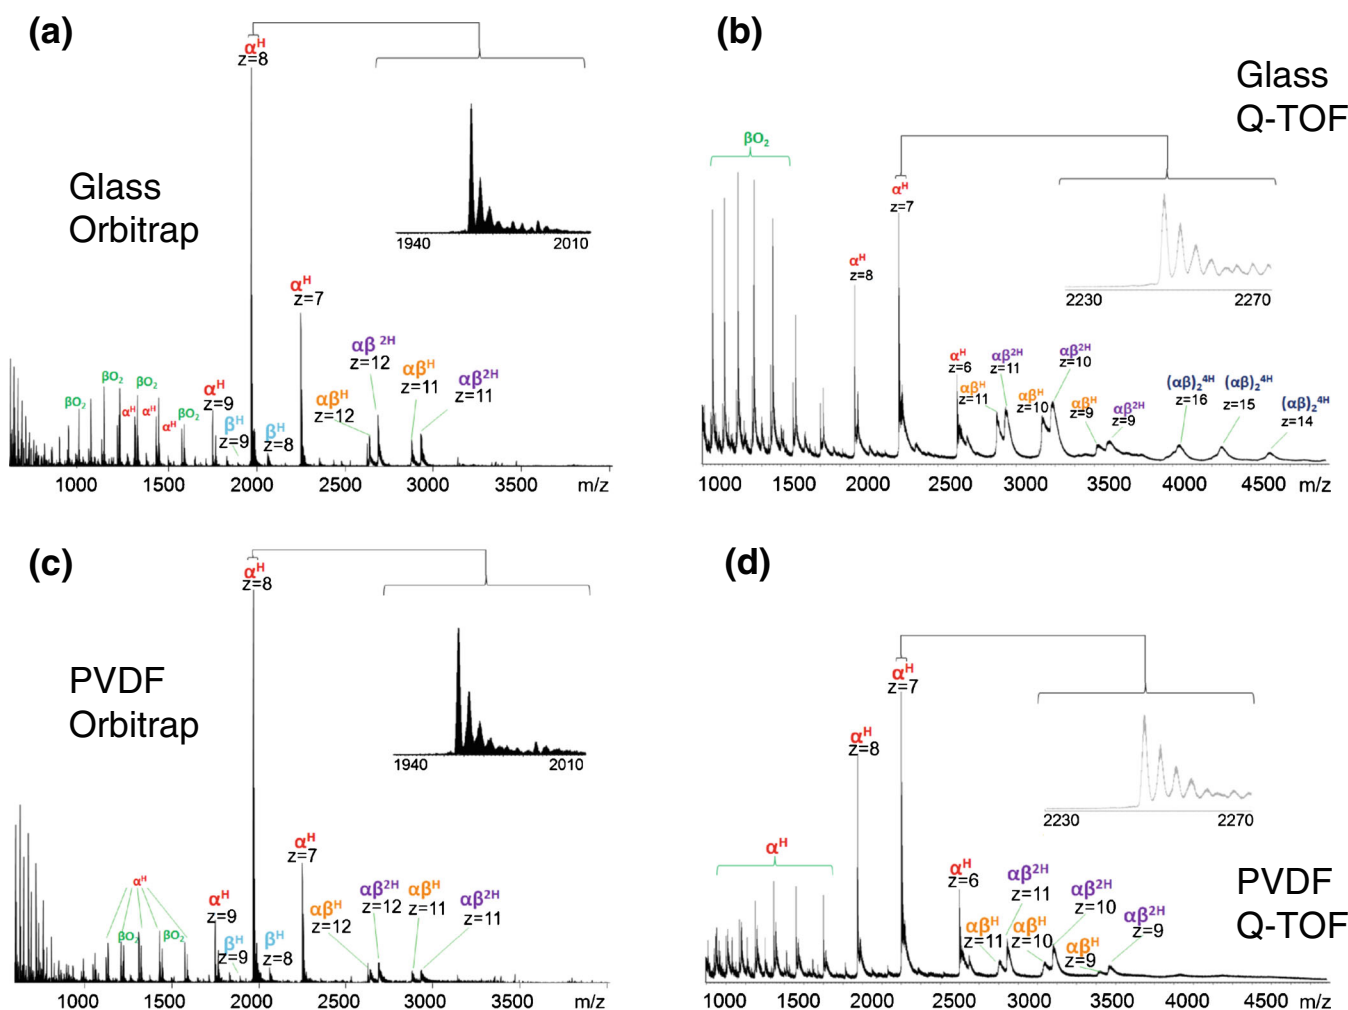 (a)
αᴴ
z=8
Glass
Orbitrap
1940 2010
αᴴ
z=7
αβ ²ᴴ
z=12
αβᴴ
z=11
αβ²ᴴ
z=11
αβᴴ
z=12
βO₂
βO₂
βO₂
αᴴ
αᴴ
αᴴ
βO₂
αᴴ
z=9
βᴴ
z=9
βᴴ
z=8
1000 1500 2000 2500 3000 3500 m/z
(b)
Glass
Q-TOF
βO₂
αᴴ
z=7
αᴴ
z=8
2230 2270
αᴴ
z=6
αβᴴ
z=11
αβ²ᴴ
z=11
αβᴴ
z=10
αβ²ᴴ
z=10
αβᴴ
z=9
αβ²ᴴ
z=9
(αβ)₂⁴ᴴ
z=16
(αβ)₂⁴ᴴ
z=15
(αβ)₂⁴ᴴ
z=14
1000 1500 2000 2500 3000 3500 4000 4500 m/z
(c)
αᴴ
z=8
PVDF
Orbitrap
1940 2010
αᴴ
z=7
αᴴ
βO₂
βO₂
αᴴ
z=9
βᴴ
z=9
βᴴ
z=8
αβᴴ
z=12
αβ²ᴴ
z=12
αβᴴ
z=11
αβ²ᴴ
z=11
1000 1500 2000 2500 3000 3500 m/z
(d)
αᴴ
z=7
αᴴ
z=8
2230 2270
PVDF
Q-TOF
αᴴ
αᴴ
z=6
αβᴴ
z=11
αβ²ᴴ
z=11
αβᴴ
z=10
αβ²ᴴ
z=10
αβᴴ
z=9
αβ²ᴴ
z=9
1000 1500 2000 2500 3000 3500 4000 4500 m/z